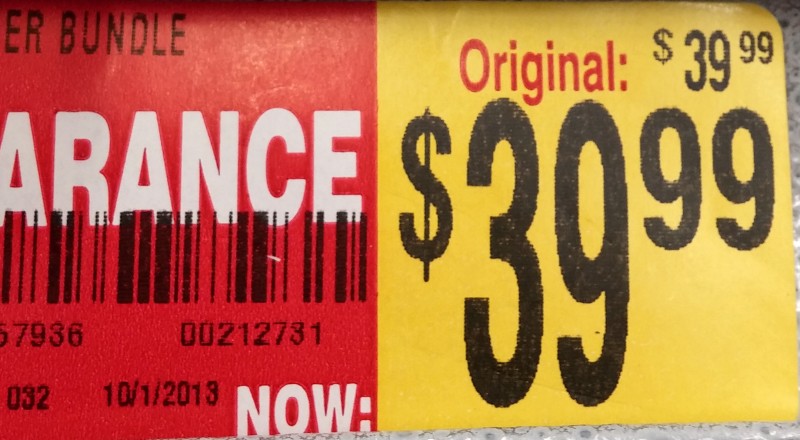 ER BUNDLE
ARANCE
57936 00212731
032 10/1/2013
NOW:
Original: $39.99
$39.99